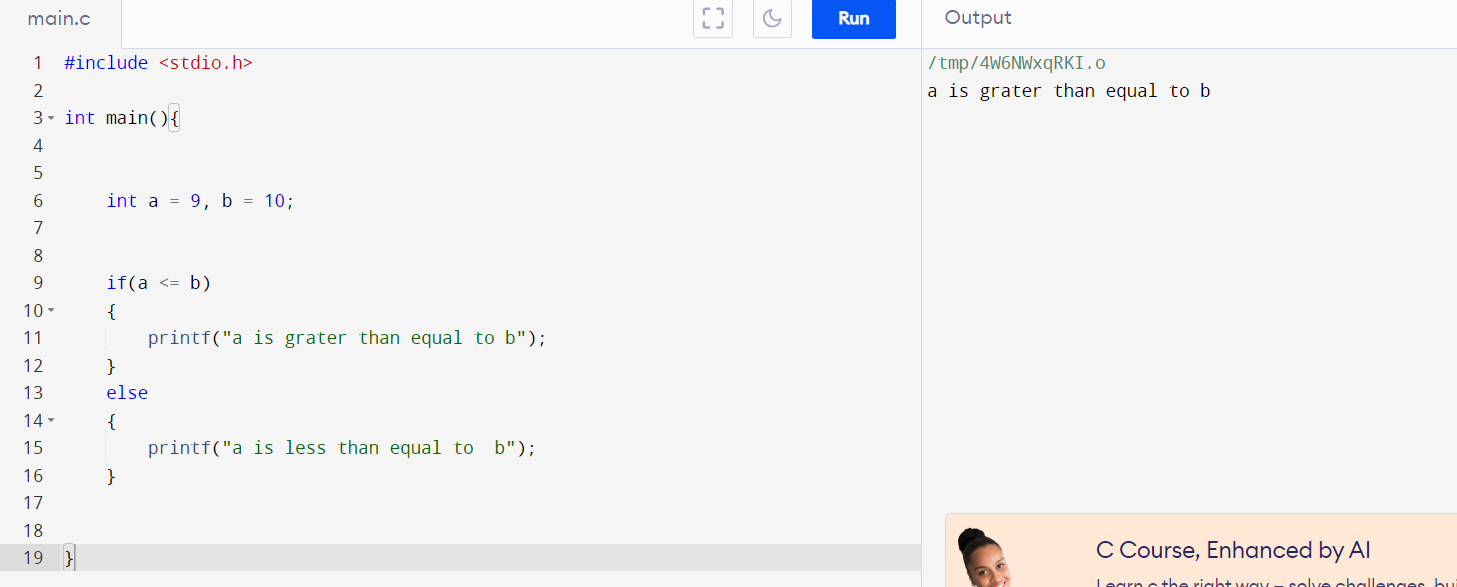 main.c
Run
Output
1 #include <stdio.h>
2
3 int main(){
4
5
6 int a = 9, b = 10;
7
8
9 if(a <= b)
10 {
11 printf("a is grater than equal to b");
12 }
13 else
14 {
15 printf("a is less than equal to  b");
16 }
17
18
19 }
/tmp/4W6NWxqRKI.o
a is grater than equal to b
C Course, Enhanced by AI
Learn c the right way – solve challenges, bui